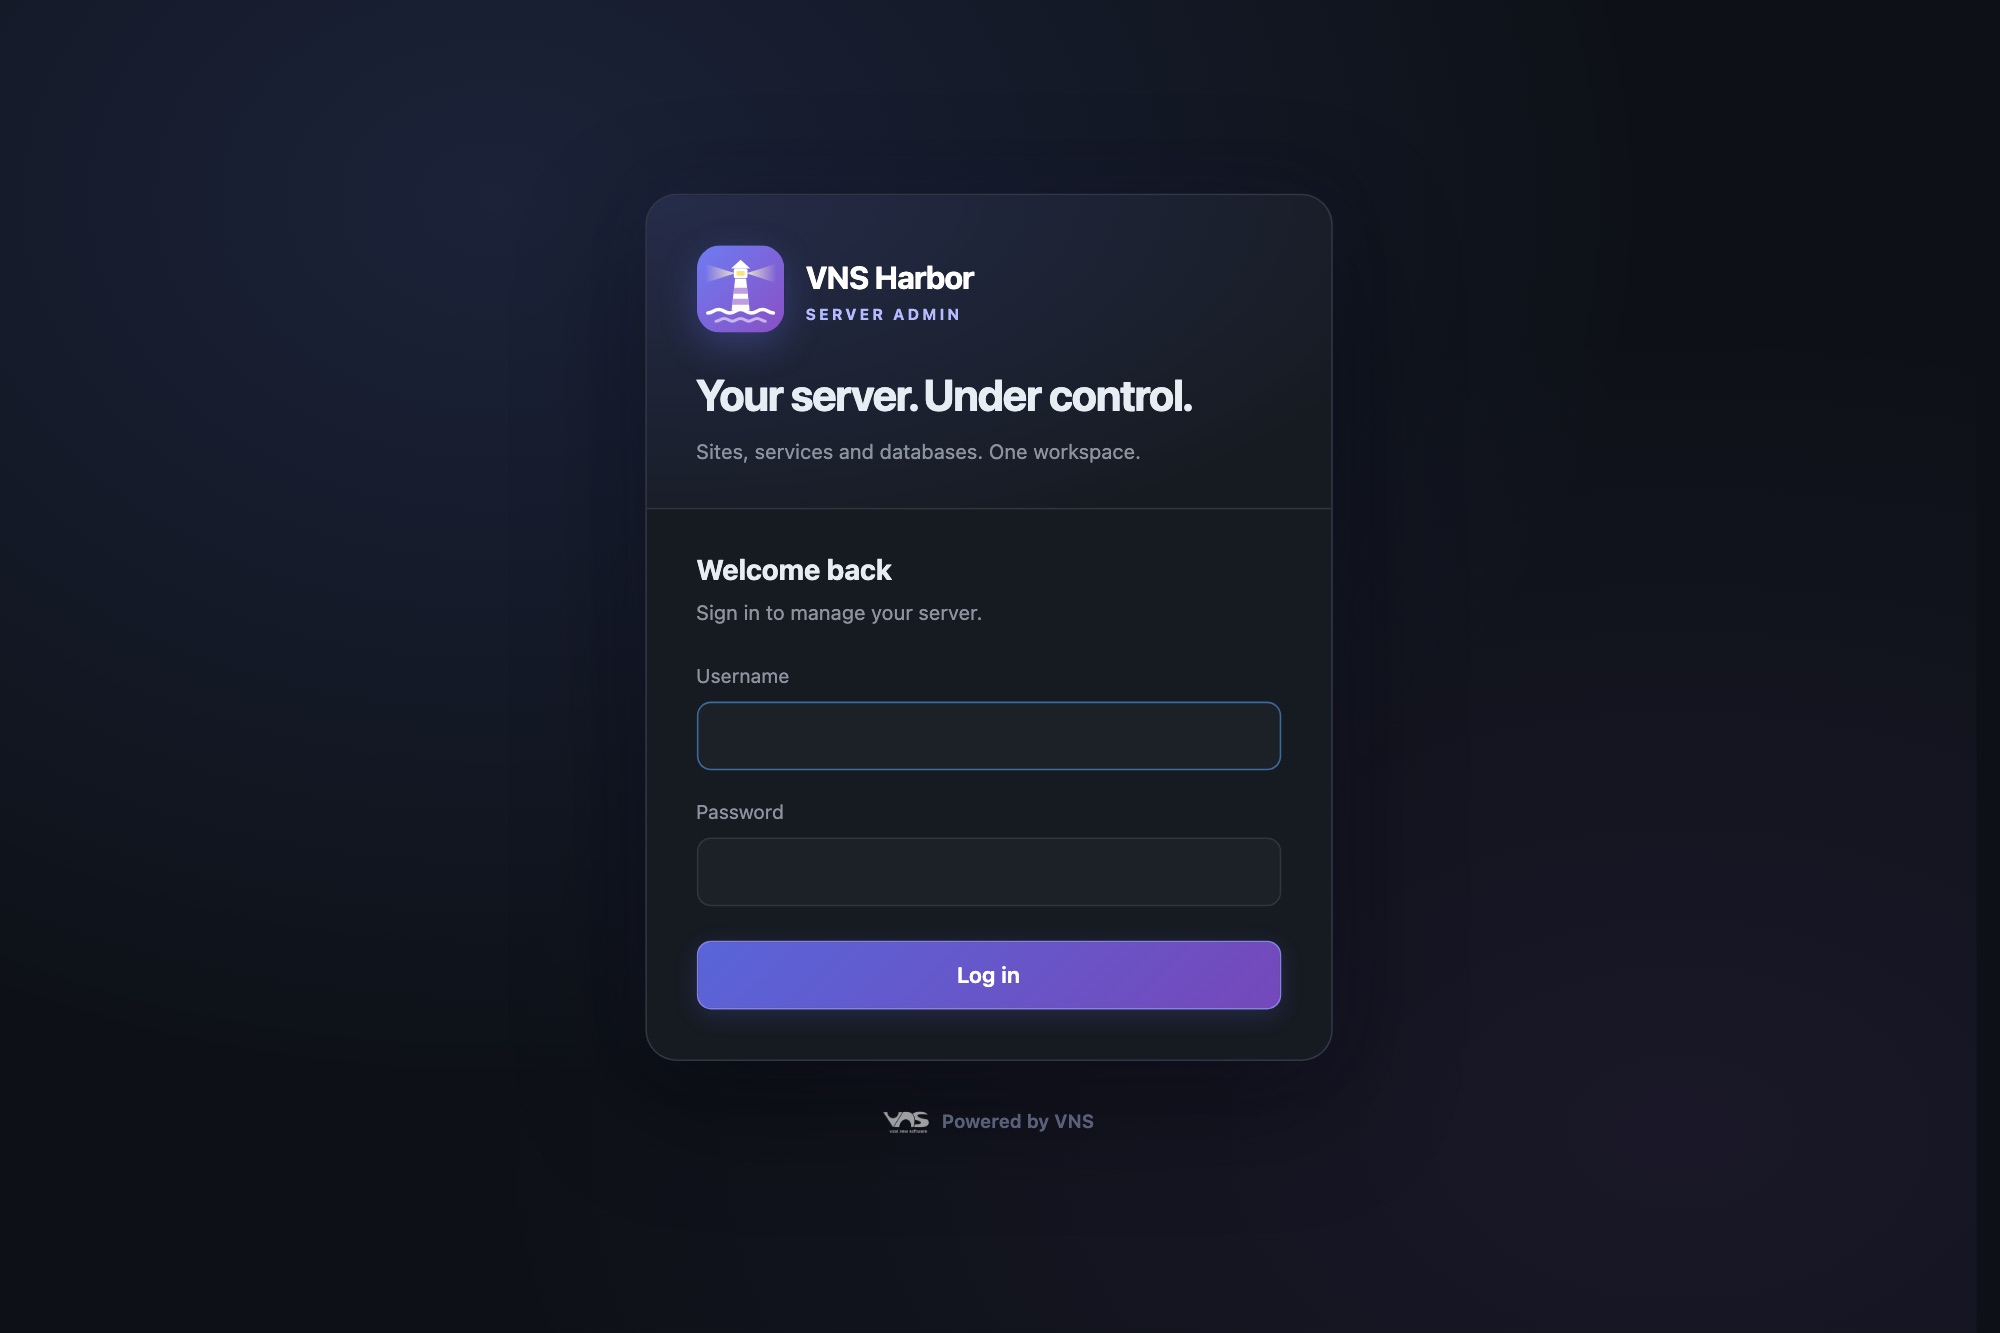 VNS Harbor
SERVER ADMIN
Your server. Under control.
Sites, services and databases. One workspace.
Welcome back
Sign in to manage your server.
Username
Password
Log in
VNS
Powered by VNS